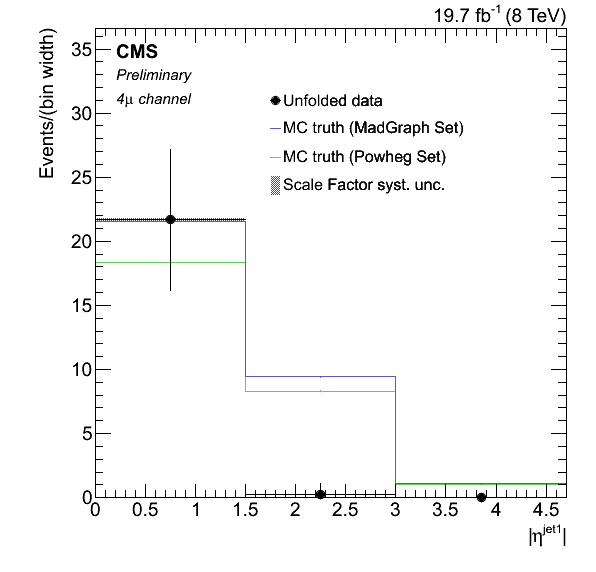 19.7 fb⁻¹ (8 TeV)
Events/(bin width)
CMS
Preliminary
4μ channel
Unfolded data
MC truth (MadGraph Set)
MC truth (Powheg Set)
Scale Factor syst. unc.
35
30
25
20
15
10
5
0
0 0.5 1 1.5 2 2.5 3 3.5 4 4.5
|η^jet1|